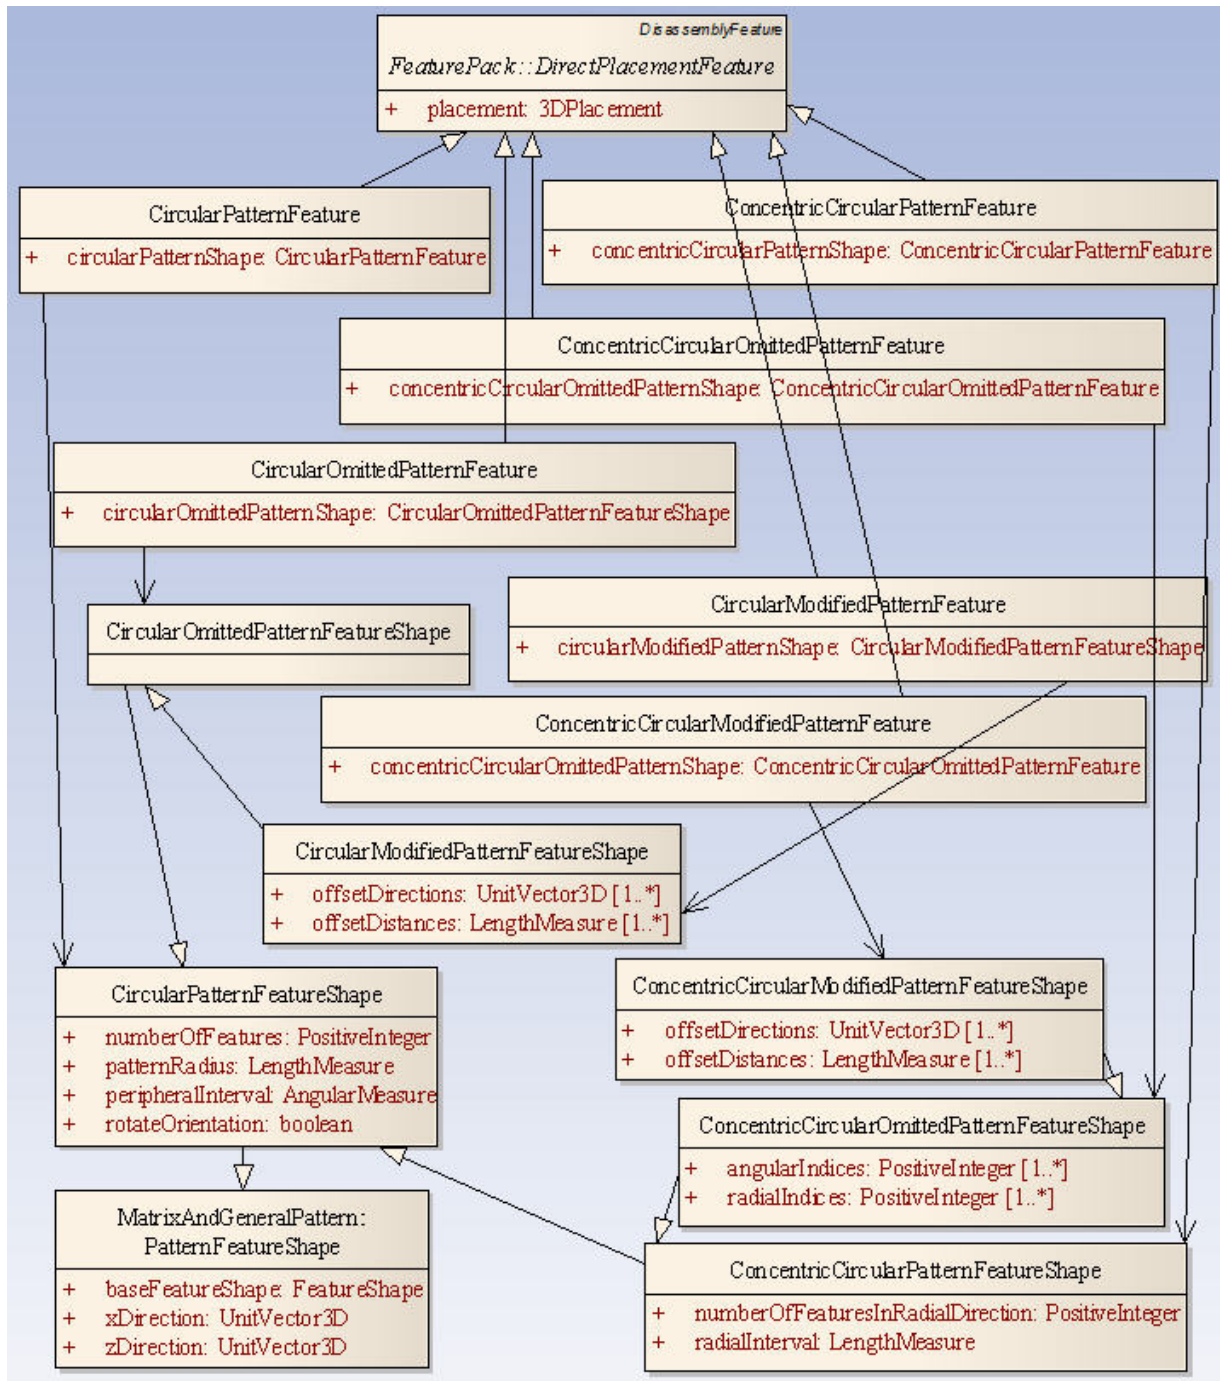 DisassemblyFeature
FeaturePack::DirectPlacementFeature
+ placement: 3DPlacement
CircularPatternFeature
+ circularPatternShape: CircularPatternFeature
ConcentricCircularPatternFeature
+ concentricCircularPatternShape: ConcentricCircularPatternFeature
ConcentricCircularOmittedPatternFeature
+ concentricCircularOmittedPatternShape: ConcentricCircularOmittedPatternFeature
CircularOmittedPatternFeature
+ circularOmittedPatternShape: CircularOmittedPatternFeatureShape
CircularOmittedPatternFeatureShape
CircularModifiedPatternFeature
+ circularModifiedPatternShape: CircularModifiedPatternFeatureShape
ConcentricCircularModifiedPatternFeature
+ concentricCircularOmittedPatternShape: ConcentricCircularOmittedPatternFeature
CircularModifiedPatternFeatureShape
+ offsetDirections: UnitVector3D [1..*]
+ offsetDistances: LengthMeasure [1..*]
CircularPatternFeatureShape
+ numberOfFeatures: PositiveInteger
+ patternRadius: LengthMeasure
+ peripheralInterval: AngularMeasure
+ rotateOrientation: boolean
ConcentricCircularModifiedPatternFeatureShape
+ offsetDirections: UnitVector3D [1..*]
+ offsetDistances: LengthMeasure [1..*]
ConcentricCircularOmittedPatternFeatureShape
+ angularIndices: PositiveInteger [1..*]
+ radialIndices: PositiveInteger [1..*]
MatrixAndGeneralPattern:
PatternFeatureShape
+ baseFeatureShape: FeatureShape
+ xDirection: UnitVector3D
+ zDirection: UnitVector3D
ConcentricCircularPatternFeatureShape
+ numberOfFeaturesInRadialDirection: PositiveInteger
+ radialInterval: LengthMeasure